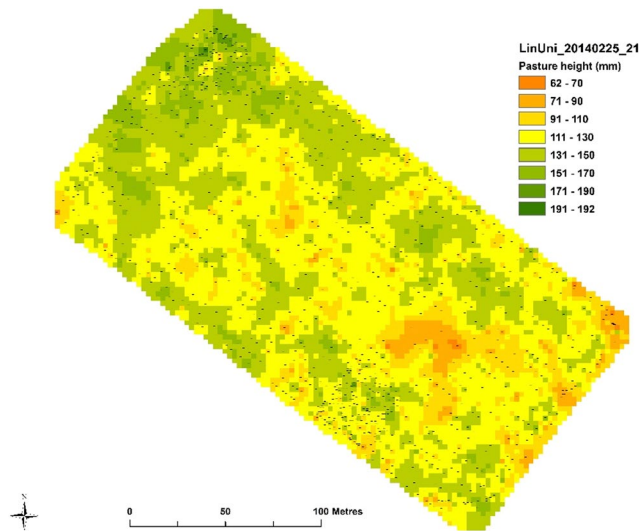 LinUni_20140225_21
Pasture height (mm)
62 - 70
71 - 90
91 - 110
111 - 130
131 - 150
151 - 170
171 - 190
191 - 192
N
0 50 100 Metres